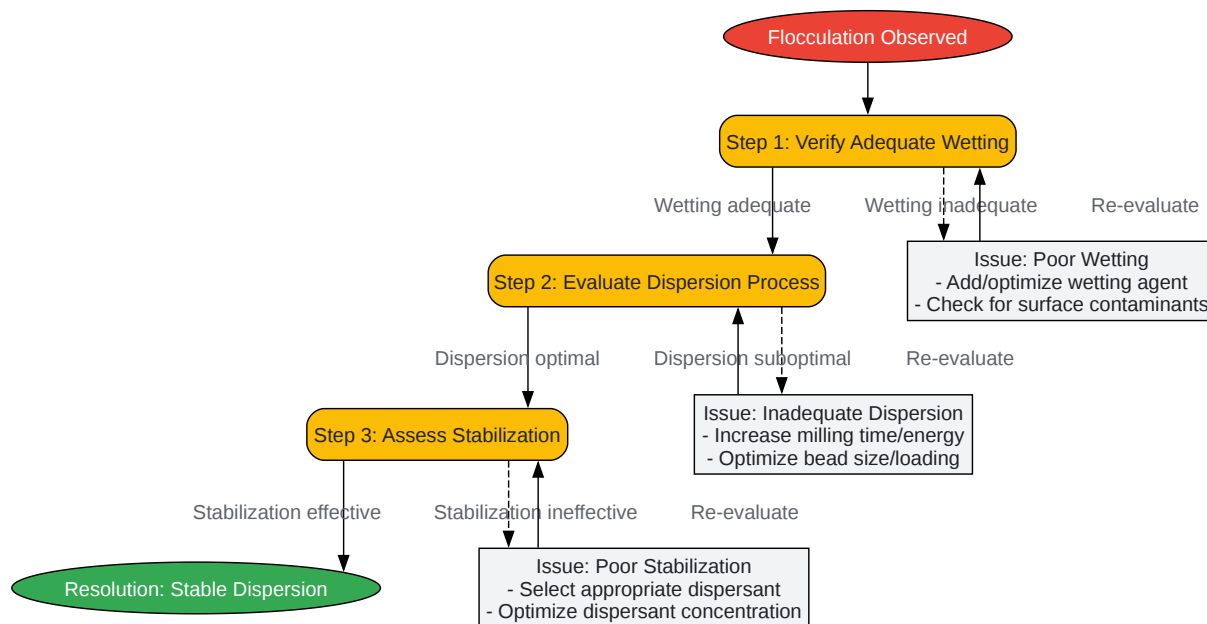 Flocculation Observed
Step 1: Verify Adequate Wetting
Wetting adequate
Wetting inadequate
Re-evaluate
Issue: Poor Wetting
- Add/optimize wetting agent
- Check for surface contaminants
Step 2: Evaluate Dispersion Process
Dispersion optimal
Dispersion suboptimal
Re-evaluate
Issue: Inadequate Dispersion
- Increase milling time/energy
- Optimize bead size/loading
Step 3: Assess Stabilization
Stabilization effective
Stabilization ineffective
Re-evaluate
Issue: Poor Stabilization
- Select appropriate dispersant
- Optimize dispersant concentration
Resolution: Stable Dispersion